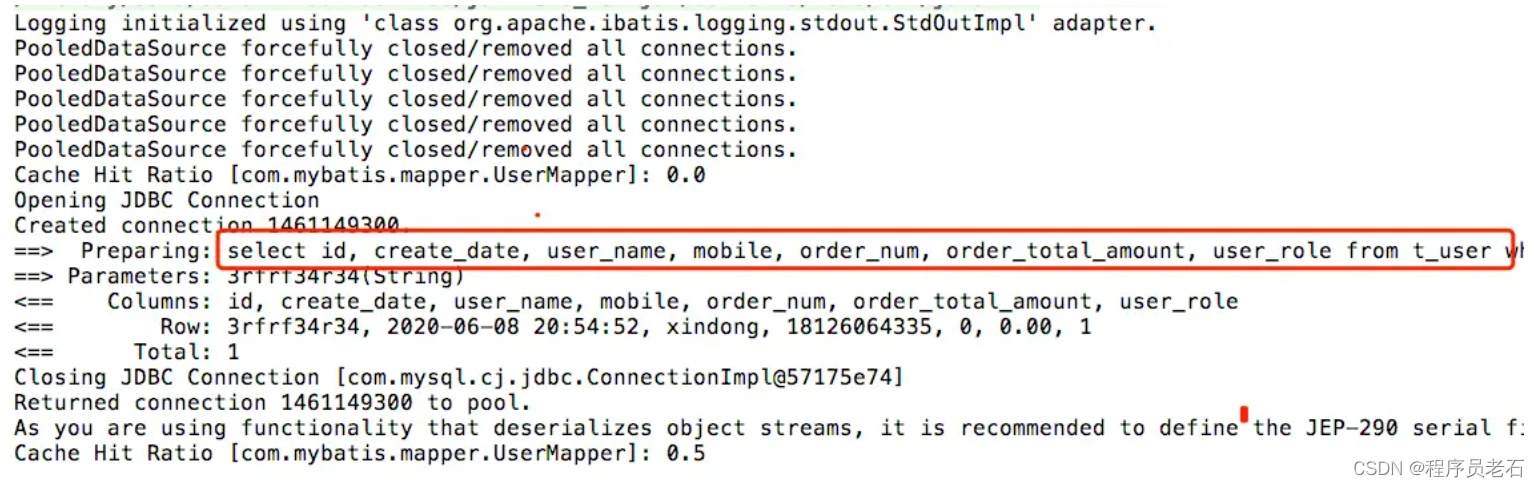 Logging initialized using 'class org.apache.ibatis.logging.stdout.StdOutImpl' adapter.
PooledDataSource forcefully closed/removed all connections.
PooledDataSource forcefully closed/removed all connections.
PooledDataSource forcefully closed/removed all connections.
PooledDataSource forcefully closed/removed all connections.
PooledDataSource forcefully closed/removed all connections.
Cache Hit Ratio [com.mybatis.mapper.UserMapper]: 0.0
Opening JDBC Connection
Created connection 1461149300.
==>  Preparing: select id, create_date, user_name, mobile, order_num, order_total_amount, user_role from t_user
==> Parameters: 3rfrf34r34(String)
<==    Columns: id, create_date, user_name, mobile, order_num, order_total_amount, user_role
<==        Row: 3rfrf34r34, 2020-06-08 20:54:52, xindong, 18126064335, 0, 0.00, 1
<==      Total: 1
Closing JDBC Connection [com.mysql.cj.jdbc.ConnectionImpl@57175e74]
Returned connection 1461149300 to pool.
As you are using functionality that deserializes object streams, it is recommended to define the JEP-290 serial
Cache Hit Ratio [com.mybatis.mapper.UserMapper]: 0.5
CSDN @程序员老石